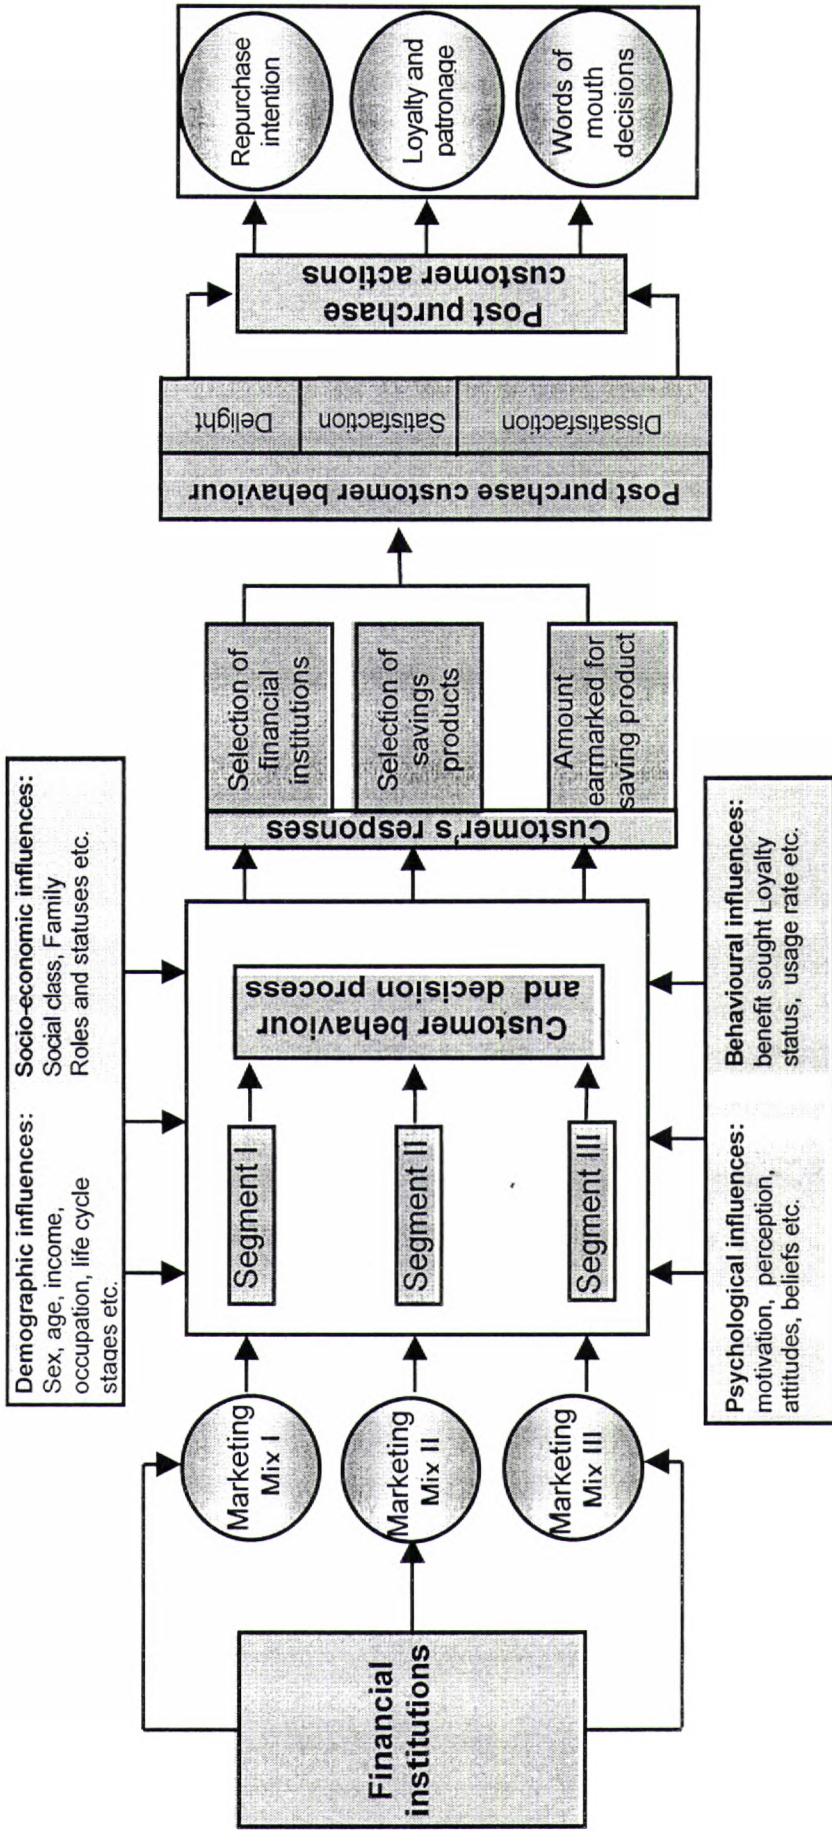 Financial
institutions
Marketing
Mix I
Marketing
Mix II
Marketing
Mix III
Demographic influences:
Sex, age, income,
occupation, life cycle
stages etc.
Socio-economic influences:
Social class, Family
Roles and statuses etc.
Segment I
Segment II
Segment III
Customer behaviour
and decision process
Psychological influences:
motivation, perception,
attitudes, beliefs etc.
Behavioural influences:
benefit sought Loyalty
status, usage rate etc.
Customer's responses
Selection of
financial
institutions
Selection of
savings
products
Amount
earmarked for
saving product
Post purchase customer behaviour
Delight
Satisfaction
Dissatisfaction
Post purchase
customer actions
Repurchase
intention
Loyalty and
patronage
Words of
mouth
decisions